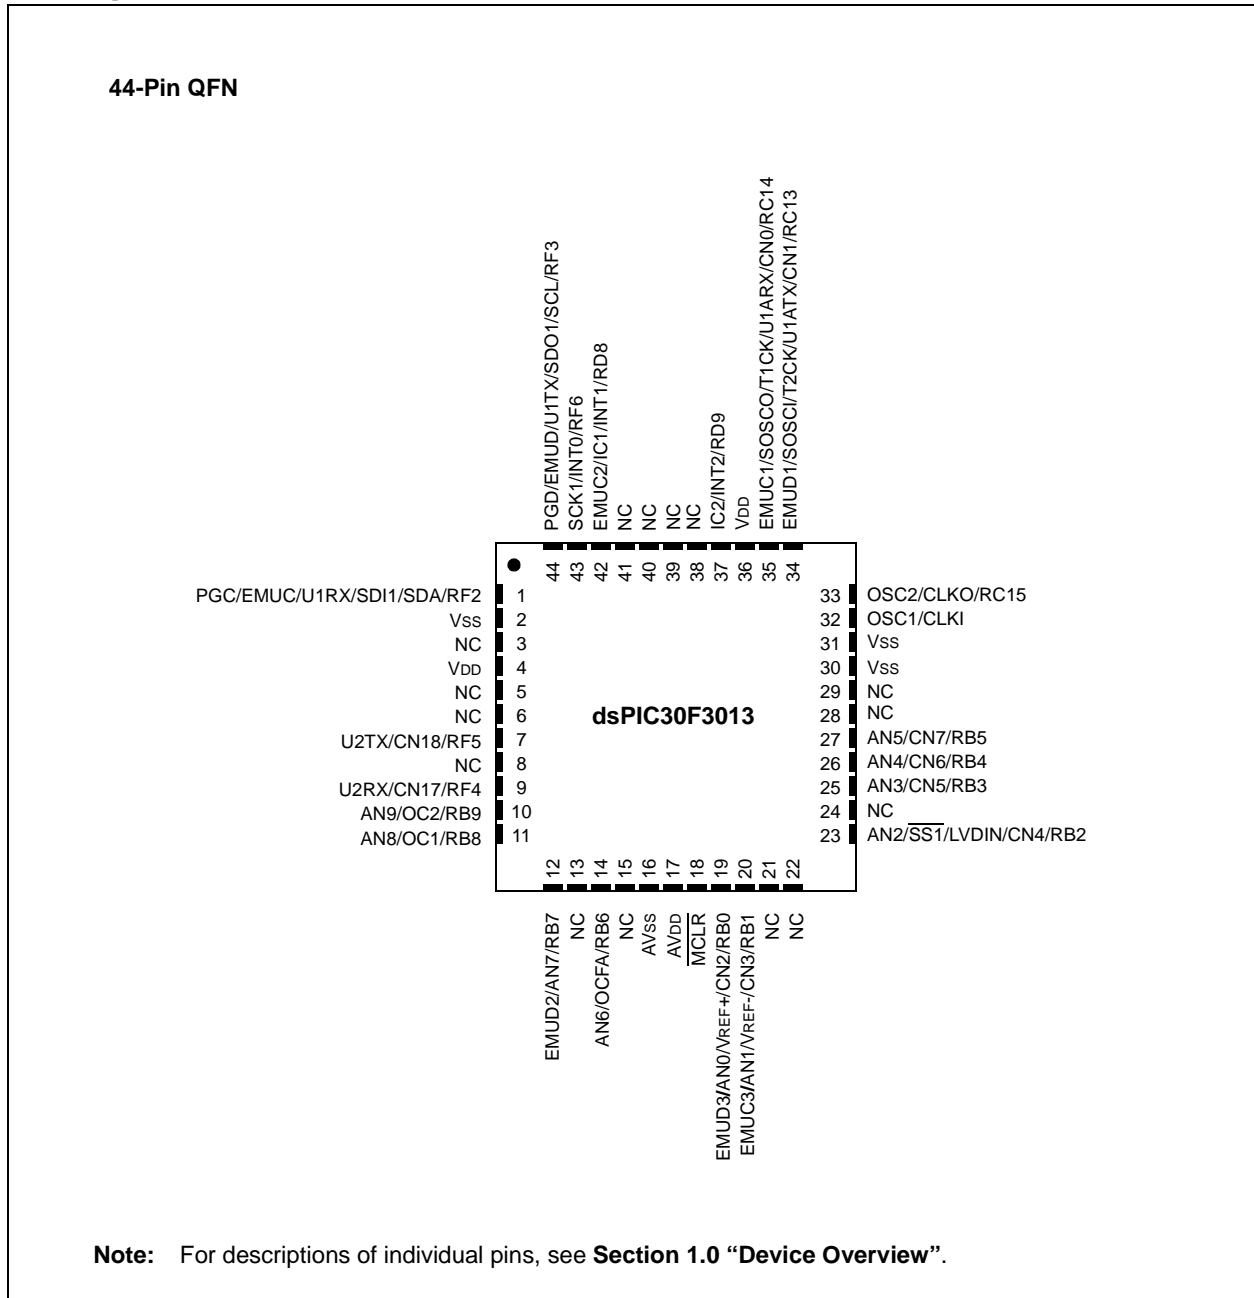 44-Pin QFN
PGD/EMUD/U1TX/SDO1/SCL/RF3
SCK1/INT0/RF6
EMUC2/IC1/INT1/RD8
NC
NC
NC
NC
IC2/INT2/RD9
VDD
EMUC1/SOSCO/T1CK/U1ARX/CN0/RC14
EMUD1/SOSCI/T2CK/U1ATX/CN1/RC13
44
43
42
41
40
39
38
37
36
35
34
PGC/EMUC/U1RX/SDI1/SDA/RF2 1
VSS 2
NC 3
VDD 4
NC 5
NC 6
U2TX/CN18/RF5 7
NC 8
U2RX/CN17/RF4 9
AN9/OC2/RB9 10
AN8/OC1/RB8 11
dsPIC30F3013
33 OSC2/CLKO/RC15
32 OSC1/CLKI
31 VSS
30 VSS
29 NC
28 NC
27 AN5/CN7/RB5
26 AN4/CN6/RB4
25 AN3/CN5/RB3
24 NC
23 AN2/SS1/LVDIN/CN4/RB2
12
13
14
15
16
17
18
19
20
21
22
EMUD2/AN7/RB7
NC
AN6/OCFA/RB6
NC
AVSS
AVDD
MCLR
EMUD3/AN0/VREF+/CN2/RB0
EMUC3/AN1/VREF-/CN3/RB1
NC
NC
Note: For descriptions of individual pins, see Section 1.0 “Device Overview”.